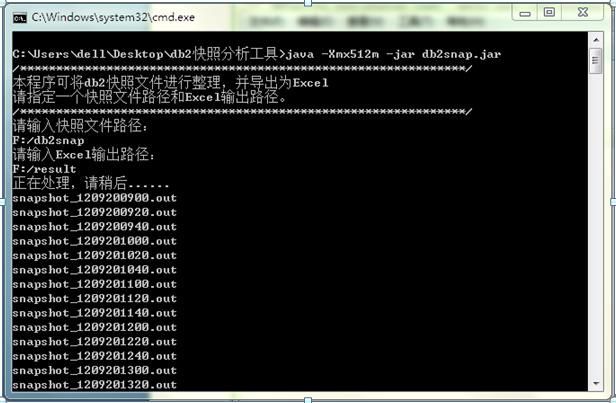 C:\Windows\system32\cmd.exe
C:\Users\dell\Desktop\db2快照分析工具>java -Xmx512m -jar db2snap.jar
/***************************************************************/
本程序可将db2快照文件进行整理，并导出为Excel
请指定一个快照文件路径和Excel输出路径。
/***************************************************************/
请输入快照文件路径：
F:/db2snap
请输入Excel输出路径：
F:/result
正在处理，请稍后......
snapshot_1209200900.out
snapshot_1209200920.out
snapshot_1209200940.out
snapshot_1209201000.out
snapshot_1209201020.out
snapshot_1209201040.out
snapshot_1209201100.out
snapshot_1209201120.out
snapshot_1209201140.out
snapshot_1209201200.out
snapshot_1209201220.out
snapshot_1209201240.out
snapshot_1209201300.out
snapshot_1209201320.out